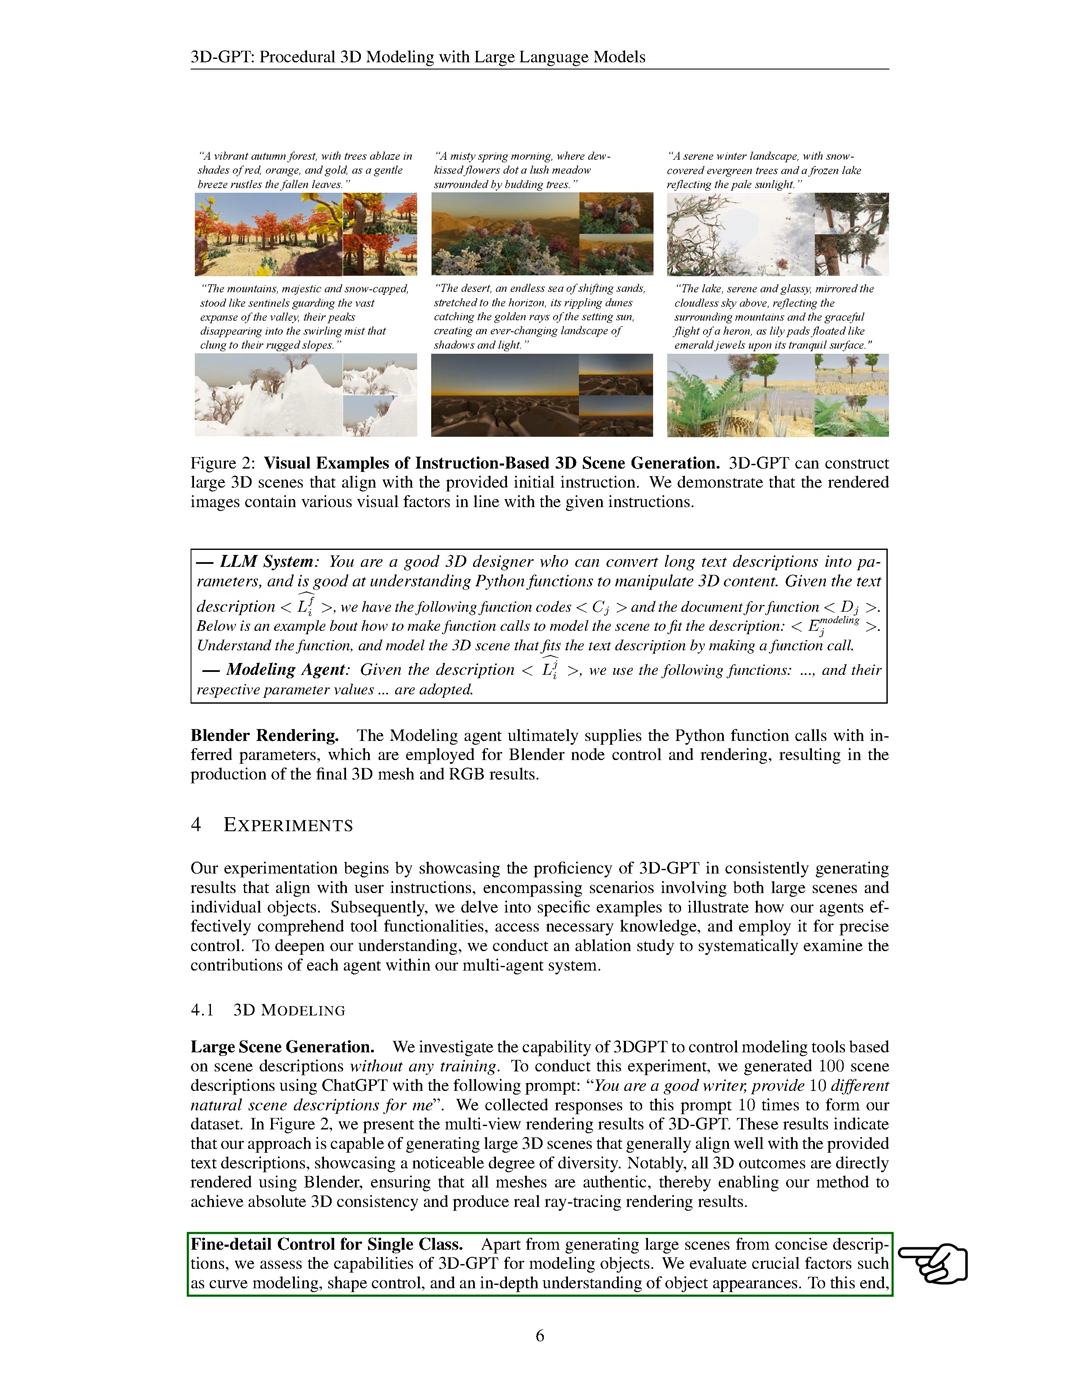 3D-GPT: Procedural 3D Modeling with Large Language Models
“A vibrant autumn forest, with trees ablaze in
shades of red, orange, and gold, as a gentle
breeze rustles the fallen leaves.”
“A misty spring morning, where dew-
kissed flowers dot a lush meadow
surrounded by budding trees.”
“A serene winter landscape, with snow-
covered evergreen trees and a frozen lake
reflecting the pale sunlight.”
“The mountains, majestic and snow-capped,
stood like sentinels guarding the vast
expanse of the valley, their peaks
disappearing into the swirling mist that
clung to their rugged slopes.”
“The desert, an endless sea of shifting sands,
stretched to the horizon, its rippling dunes
catching the golden rays of the setting sun,
creating an ever-changing landscape of
shadows and light.”
“The lake, serene and glassy, mirrored the
cloudless sky above, reflecting the
surrounding mountains and the graceful
flight of a heron, as lily pads floated like
emerald jewels upon its tranquil surface."
Figure 2: Visual Examples of Instruction-Based 3D Scene Generation. 3D-GPT can construct
large 3D scenes that align with the provided initial instruction. We demonstrate that the rendered
images contain various visual factors in line with the given instructions.
— LLM System: You are a good 3D designer who can convert long text descriptions into pa-
rameters, and is good at understanding Python functions to manipulate 3D content. Given the text
description < \widehat{L_i^f} >, we have the following function codes < C_j > and the document for function < D_j >.
Below is an example bout how to make function calls to model the scene to fit the description: < E_j^{modeling} >.
Understand the function, and model the 3D scene that fits the text description by making a function call.
— Modeling Agent: Given the description < \widehat{L_i^j} >, we use the following functions: ..., and their
respective parameter values ... are adopted.
Blender Rendering. The Modeling agent ultimately supplies the Python function calls with in-
ferred parameters, which are employed for Blender node control and rendering, resulting in the
production of the final 3D mesh and RGB results.
4 EXPERIMENTS
Our experimentation begins by showcasing the proficiency of 3D-GPT in consistently generating
results that align with user instructions, encompassing scenarios involving both large scenes and
individual objects. Subsequently, we delve into specific examples to illustrate how our agents ef-
fectively comprehend tool functionalities, access necessary knowledge, and employ it for precise
control. To deepen our understanding, we conduct an ablation study to systematically examine the
contributions of each agent within our multi-agent system.
4.1 3D MODELING
Large Scene Generation. We investigate the capability of 3DGPT to control modeling tools based
on scene descriptions without any training. To conduct this experiment, we generated 100 scene
descriptions using ChatGPT with the following prompt: “You are a good writer, provide 10 different
natural scene descriptions for me”. We collected responses to this prompt 10 times to form our
dataset. In Figure 2, we present the multi-view rendering results of 3D-GPT. These results indicate
that our approach is capable of generating large 3D scenes that generally align well with the provided
text descriptions, showcasing a noticeable degree of diversity. Notably, all 3D outcomes are directly
rendered using Blender, ensuring that all meshes are authentic, thereby enabling our method to
achieve absolute 3D consistency and produce real ray-tracing rendering results.
Fine-detail Control for Single Class. Apart from generating large scenes from concise descrip-
tions, we assess the capabilities of 3D-GPT for modeling objects. We evaluate crucial factors such
as curve modeling, shape control, and an in-depth understanding of object appearances. To this end,
6